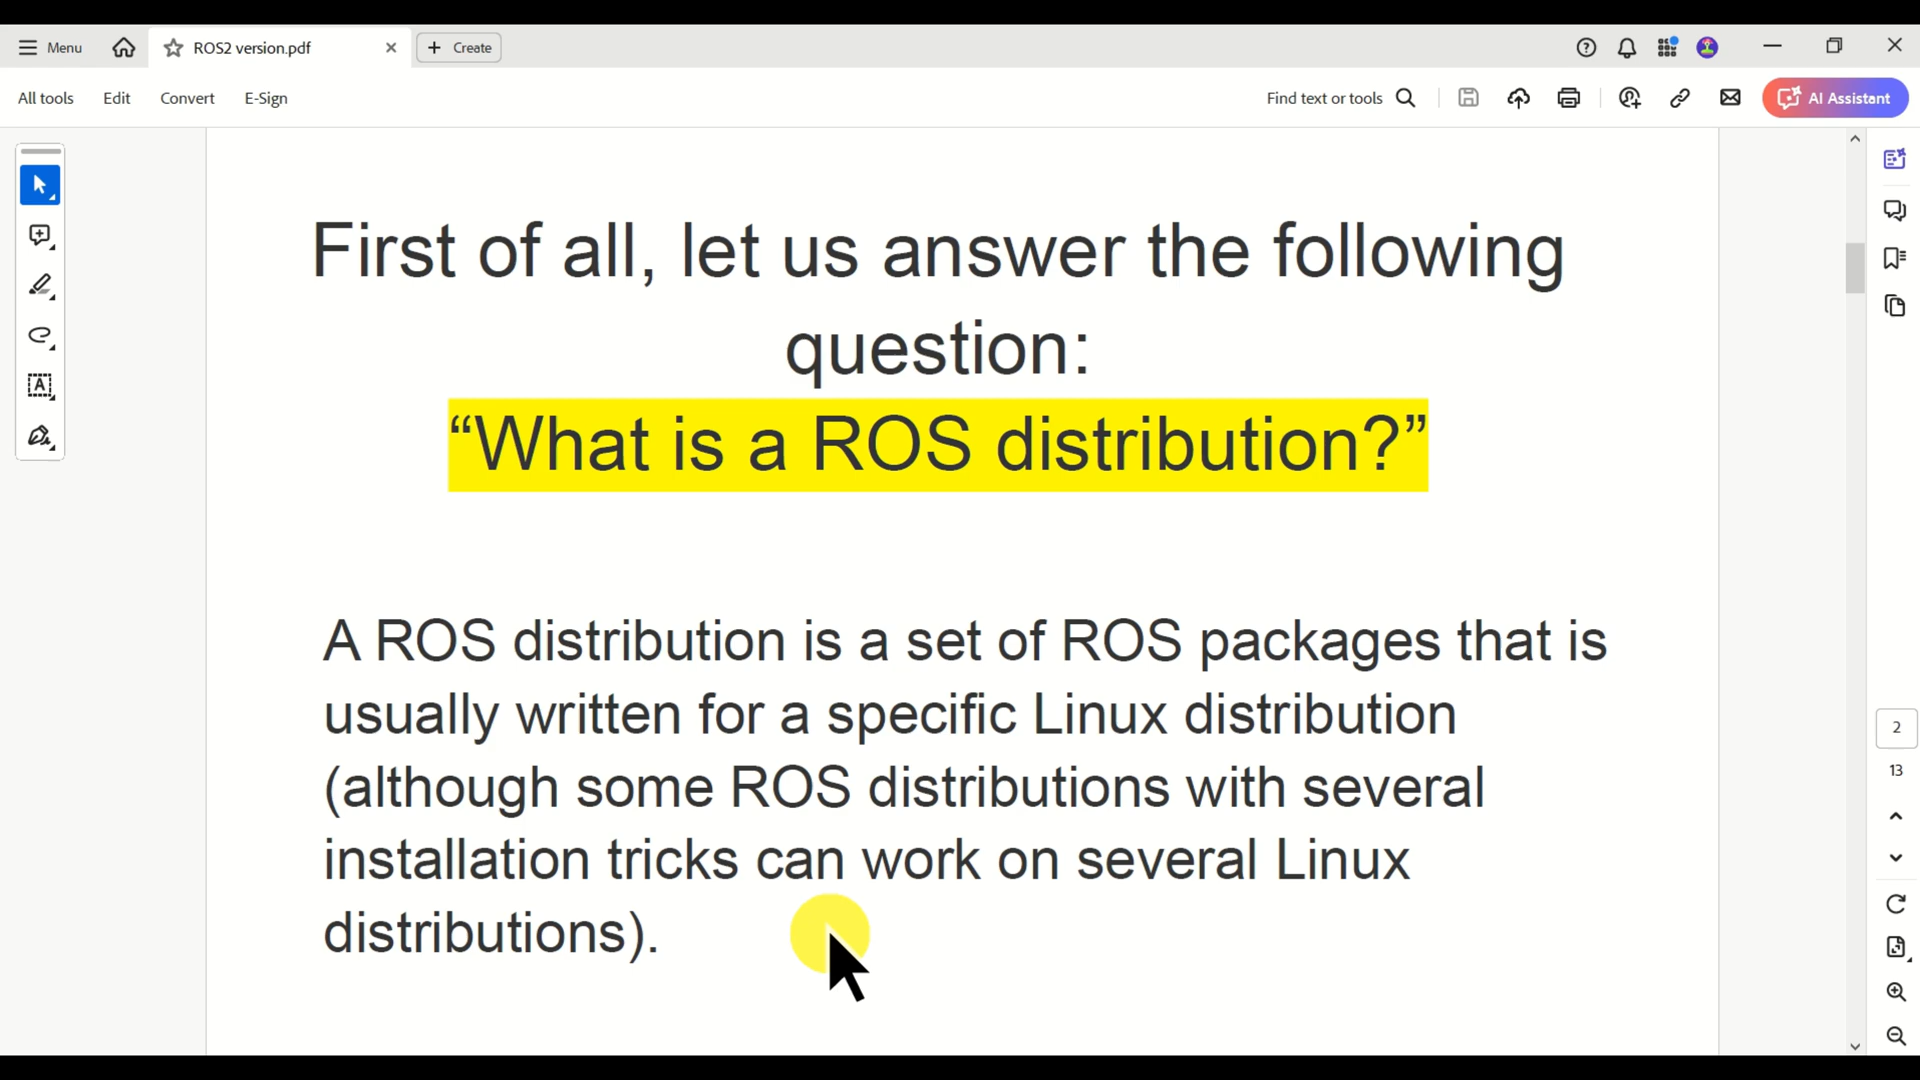 Menu
ROS2 version.pdf
Create
All tools
Edit
Convert
E-Sign
Find text or tools
AI Assistant
First of all, let us answer the following
question:
“What is a ROS distribution?”
A ROS distribution is a set of ROS packages that is
usually written for a specific Linux distribution
(although some ROS distributions with several
installation tricks can work on several Linux
distributions).
2
13